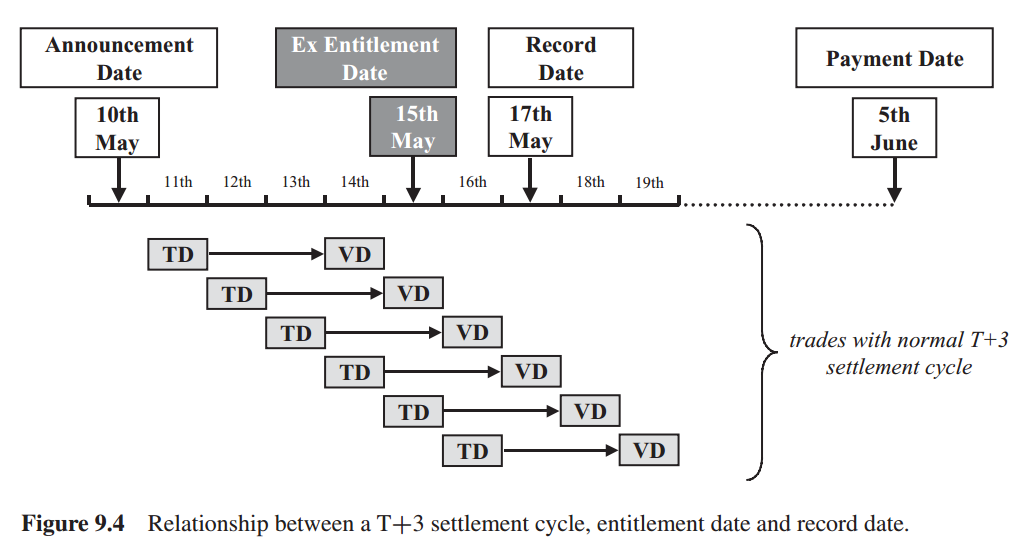 Announcement
Date
Ex Entitlement
Date
Record
Date
Payment Date
10th
May
15th
May
17th
May
5th
June
11th
12th
13th
14th
16th
18th
19th
TD
VD
TD
VD
TD
VD
TD
VD
TD
VD
TD
VD
trades with normal T+3
settlement cycle
Figure 9.4 Relationship between a T+3 settlement cycle, entitlement date and record date.